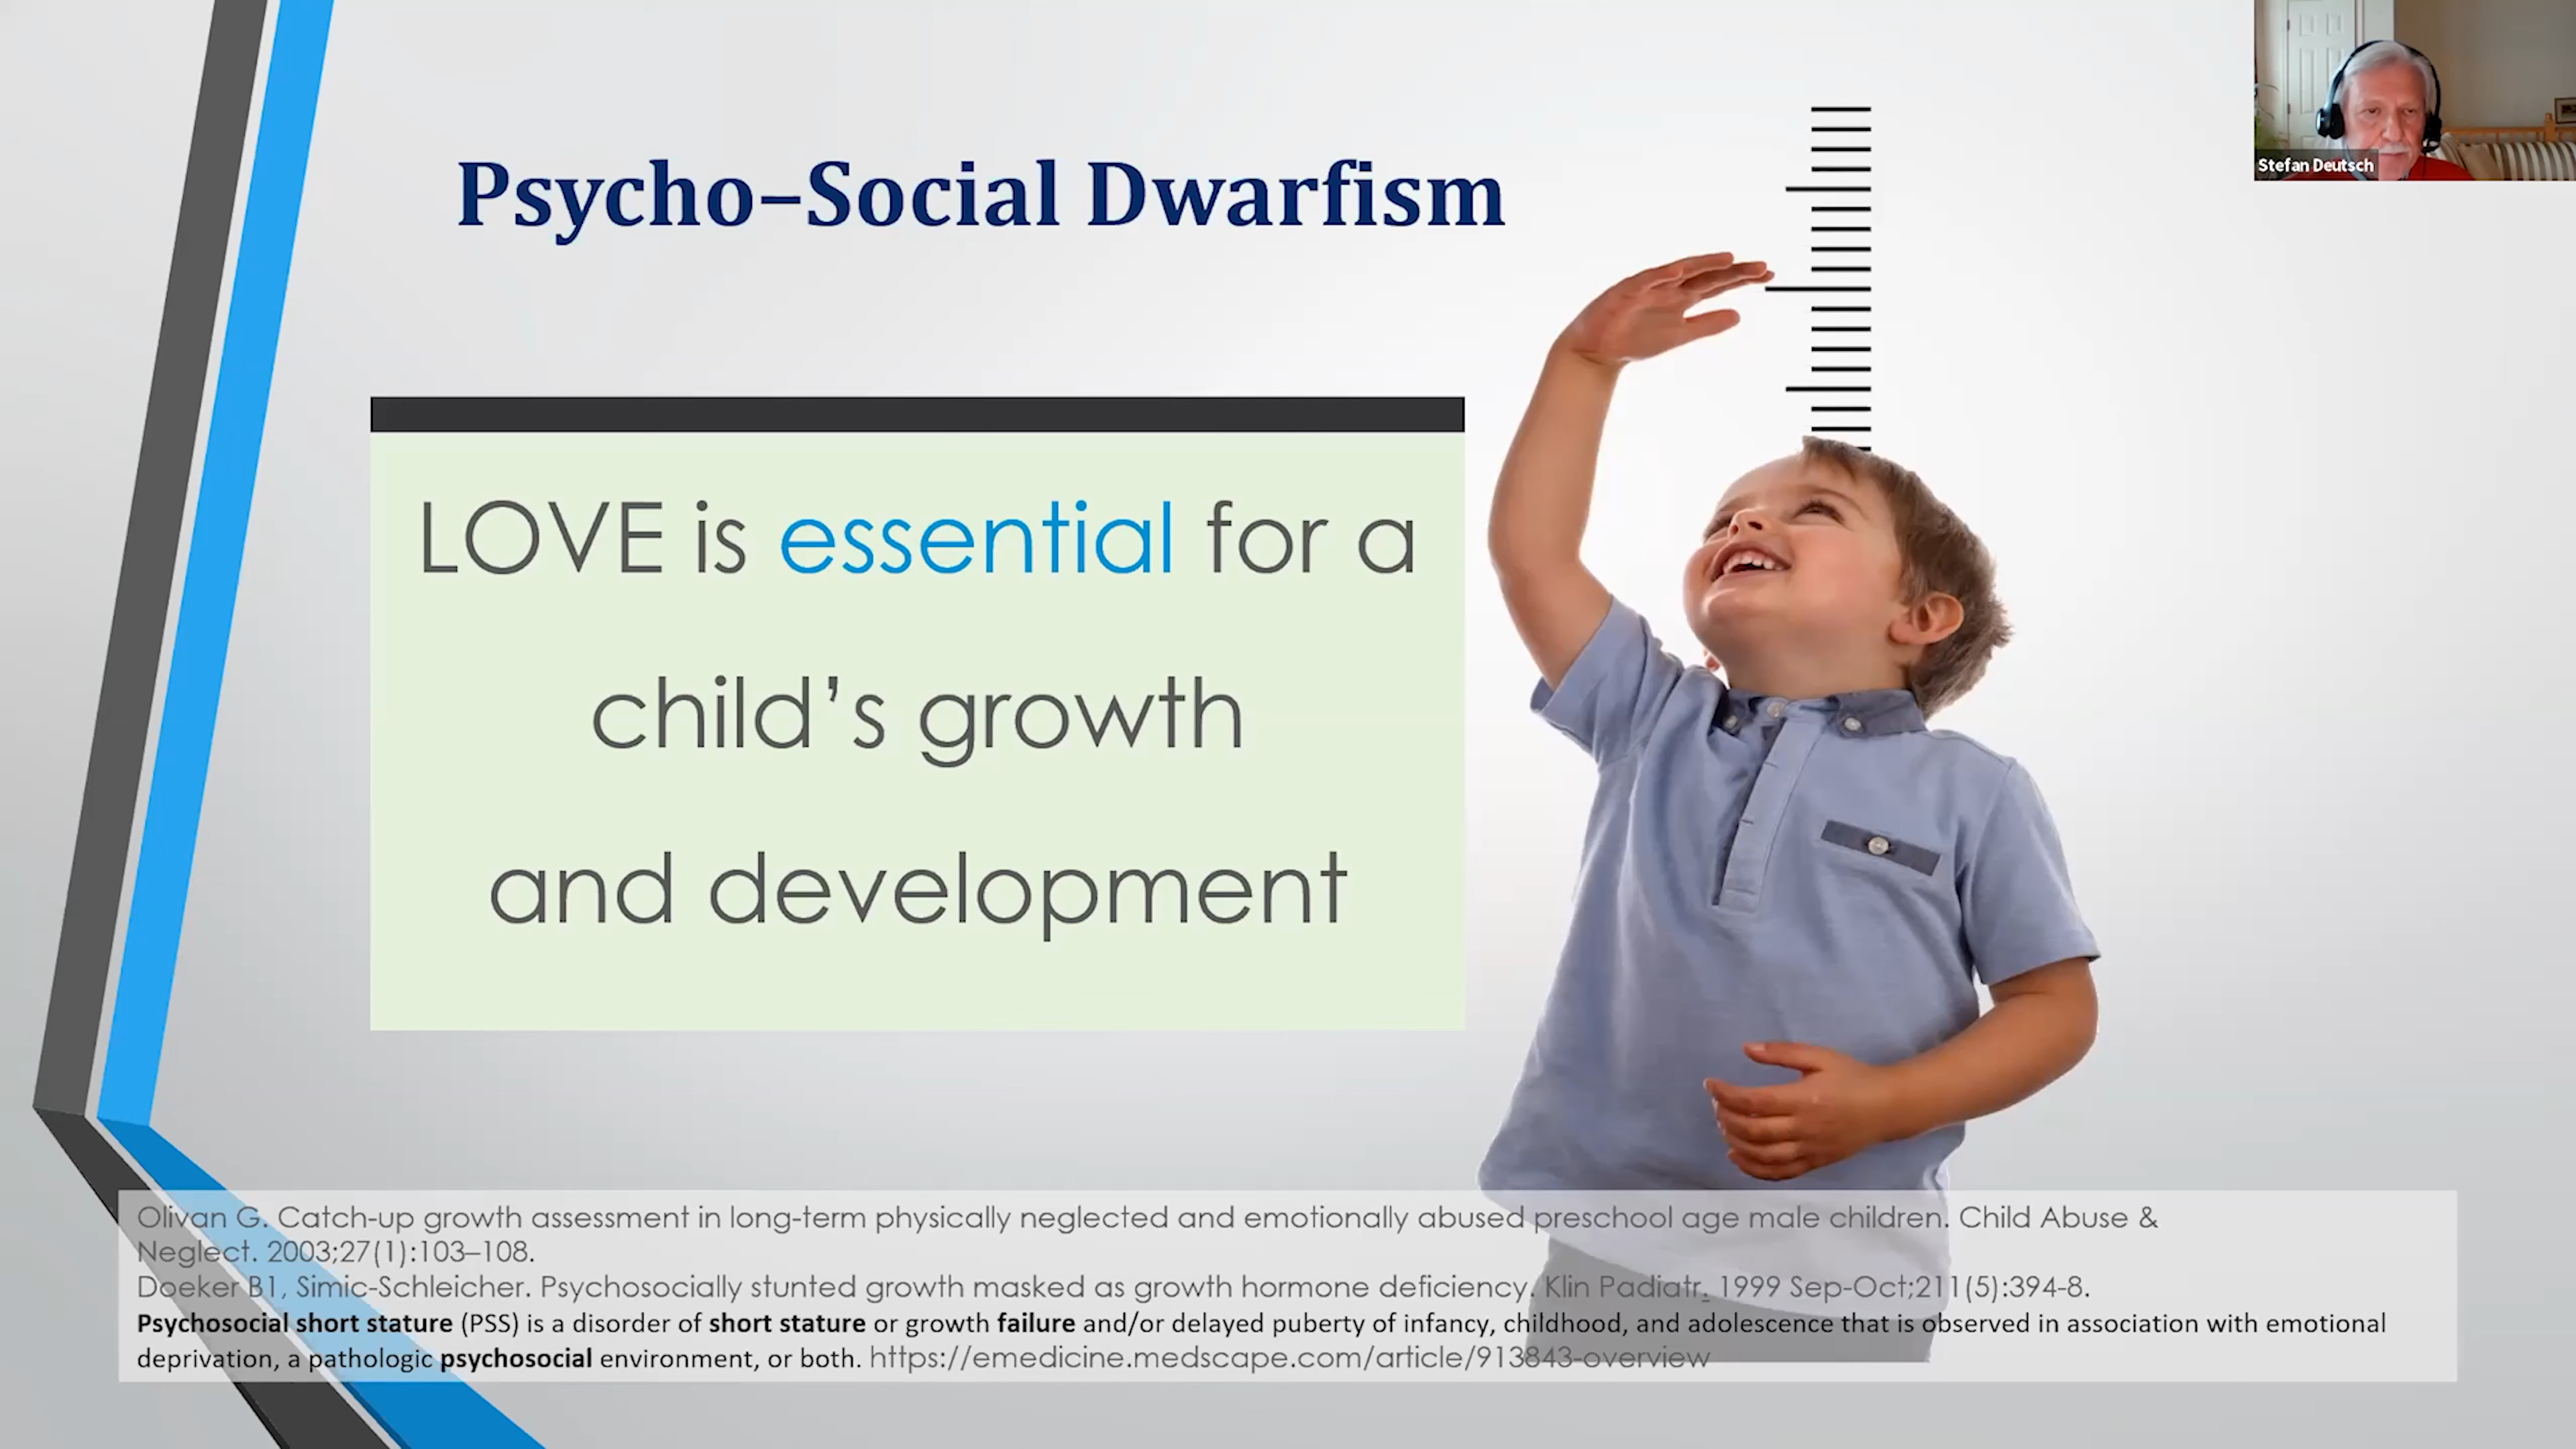 Stefan Deutsch
Psycho–Social Dwarfism
LOVE is essential for a
child’s growth
and development
Olivan G. Catch-up growth assessment in long-term physically neglected and emotionally abused preschool age male children. Child Abuse &
Neglect. 2003;27(1):103–108.
Doeker B1, Simic-Schleicher. Psychosocially stunted growth masked as growth hormone deficiency. Klin Padiatr. 1999 Sep-Oct;211(5):394-8.
Psychosocial short stature (PSS) is a disorder of short stature or growth failure and/or delayed puberty of infancy, childhood, and adolescence that is observed in association with emotional
deprivation, a pathologic psychosocial environment, or both. https://emedicine.medscape.com/article/913843-overview